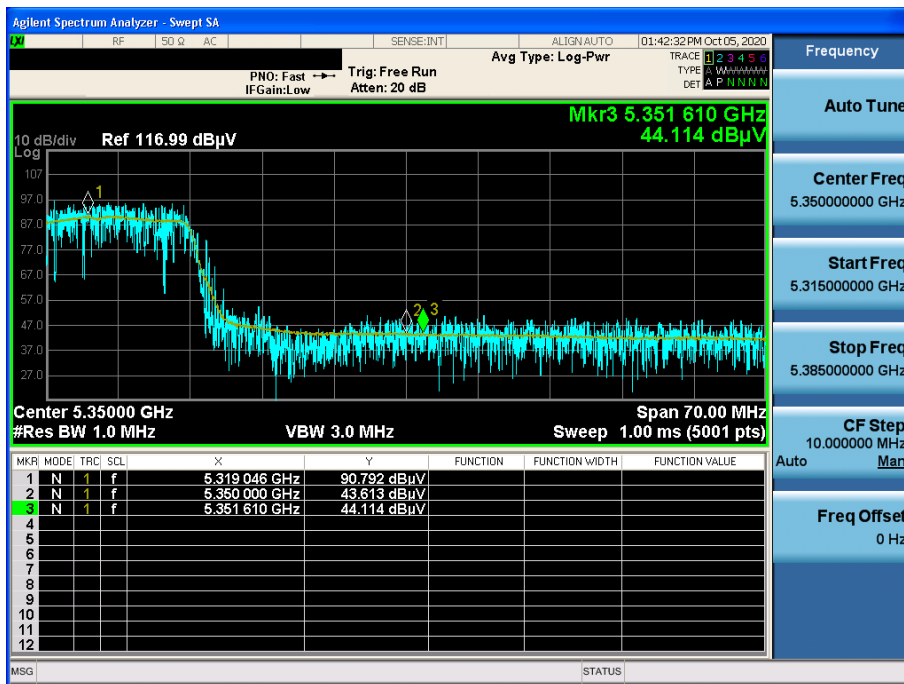 Agilent Spectrum Analyzer - Swept SA
LXI RF 50 Ω AC SENSE:INT ALIGN AUTO 01:42:32 PM Oct 05, 2020
Frequency
Avg Type: Log-Pwr TRACE 1 2 3 4 5 6
PNO: Fast Trig: Free Run TYPE A WWWWW
IFGain:Low Atten: 20 dB DET A P N N N N
Auto Tune
Mkr3 5.351 610 GHz
44.114 dBµV
10 dB/div Ref 116.99 dBµV
Log
107
97.0
87.0
77.0
67.0
57.0
47.0
37.0
27.0
1
2
3
Center Freq
5.350000000 GHz
Start Freq
5.315000000 GHz
Stop Freq
5.385000000 GHz
CF Step
10.000000 MHz
Auto Man
Freq Offset
0 Hz
Center 5.35000 GHz Span 70.00 MHz
#Res BW 1.0 MHz VBW 3.0 MHz Sweep 1.00 ms (5001 pts)
MKR MODE TRC SCL X Y FUNCTION FUNCTION WIDTH FUNCTION VALUE
1 N 1 f 5.319 046 GHz 90.792 dBµV
2 N 1 f 5.350 000 GHz 43.613 dBµV
3 N 1 f 5.351 610 GHz 44.114 dBµV
4
5
6
7
8
9
10
11
12
MSG STATUS